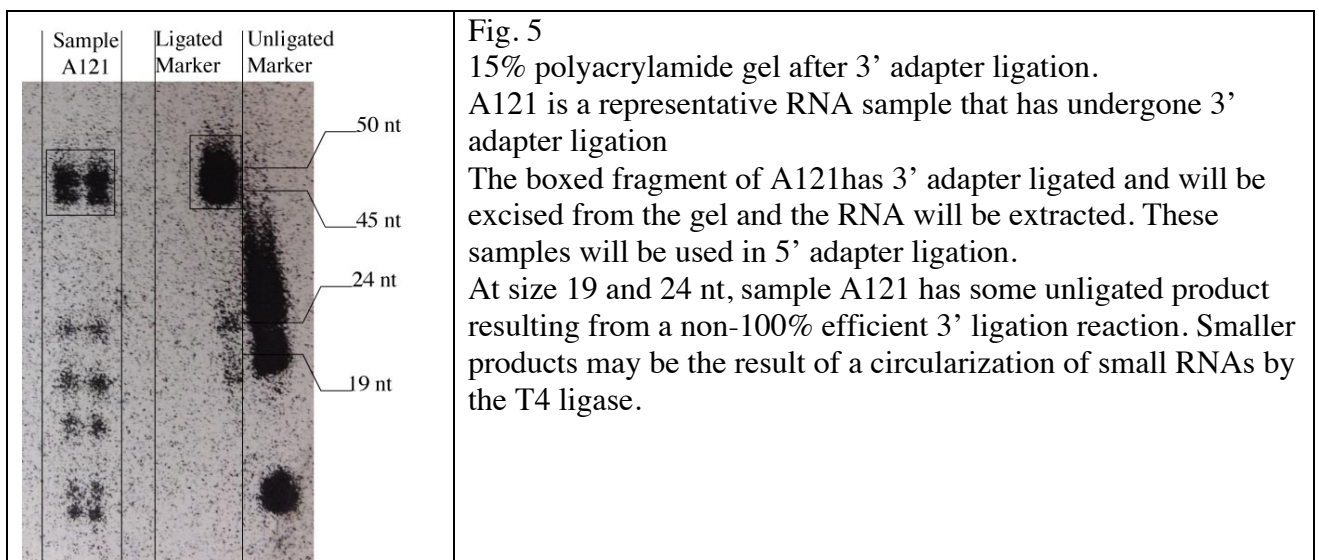 Sample
A121
Ligated
Marker
Unligated
Marker
50 nt
45 nt
24 nt
19 nt
Fig. 5
15% polyacrylamide gel after 3’ adapter ligation.
A121 is a representative RNA sample that has undergone 3’
adapter ligation
The boxed fragment of A121has 3’ adapter ligated and will be
excised from the gel and the RNA will be extracted. These
samples will be used in 5’ adapter ligation.
At size 19 and 24 nt, sample A121 has some unligated product
resulting from a non-100% efficient 3’ ligation reaction. Smaller
products may be the result of a circularization of small RNAs by
the T4 ligase.